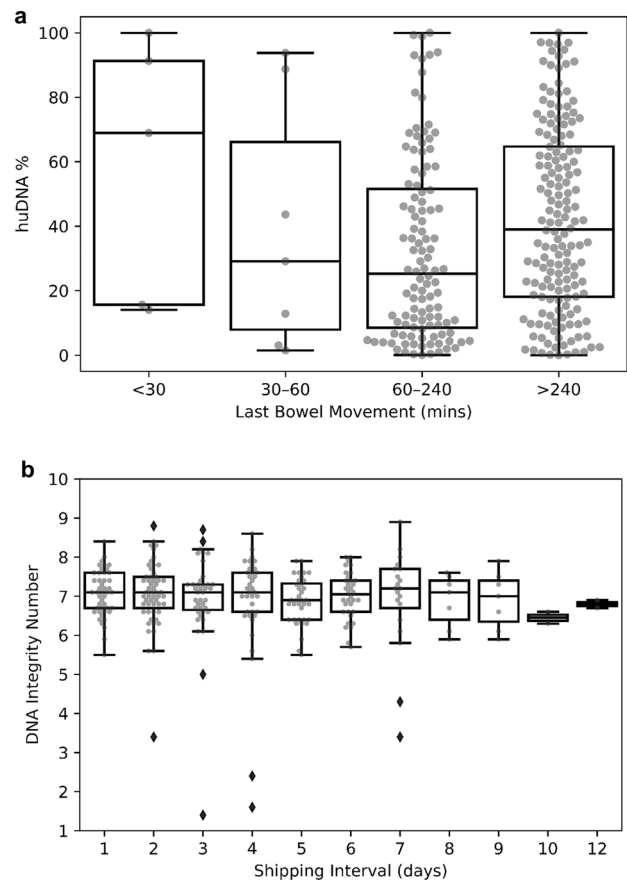 a
100
80
60
40
20
0
huDNA %
<30 30–60 60–240 >240
Last Bowel Movement (mins)
b
10
9
8
7
6
5
4
3
2
1
DNA Integrity Number
1 2 3 4 5 6 7 8 9 10 12
Shipping Interval (days)